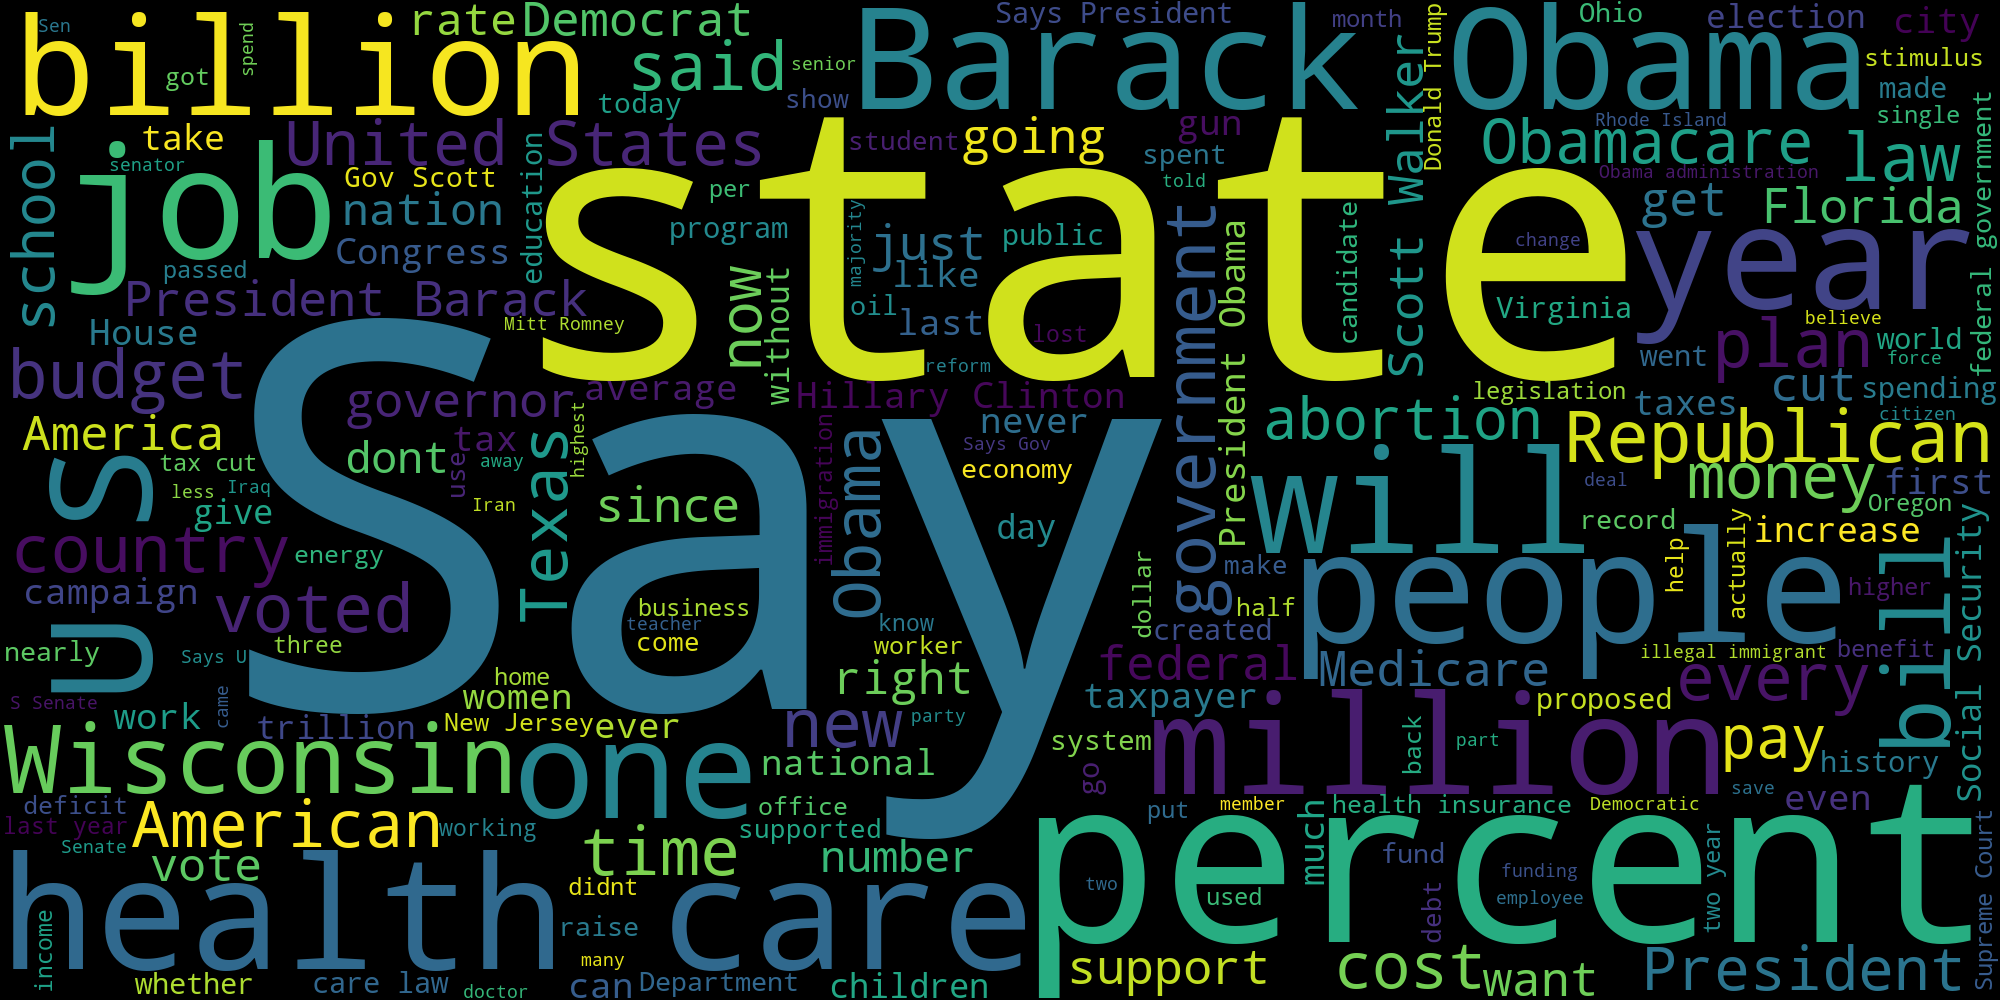 Sen
spend
billion
rate
Democrat
Says President
month
Ohio
election
city
Barack
Obama
got
said
senior
today
show
Donald Trump
stimulus
made
single
school
take
senator
job
United States
student
going
gun
spent
told
Scott Walker
Rhode Island
Obamacare
law
Obama administration
federal government
Gov Scott
education
state
per
nation
program
Congress
passed
majority
just
public
like
oil
last
lost
government
President Obama
candidate
get
Florida
change
year
Virginia
believe
President Barack
House
Mitt Romney
now
without
reform
went
plan
world
force
budget
Say
governor
average
Hillary Clinton
never
legislation
taxes
cut
spending
citizen
America
dont
tax
highest
Says Gov
abortion
Republican
tax cut
away
use
economy
will
deal
money
first
less
Iraq
give
Iran
Texas
since
immigration
Obama
day
record
Oregon
U S
country
energy
dollar
make
people
help
actually
increase
higher
bill
Social Security
campaign
voted
business
teacher
come
know
worker
half
created
three
nearly
Says U
home
women
right
federal
Medicare
illegal immigrant
benefit
every
S Senate
came
work
trillion
New Jersey
ever
new
party
taxpayer
proposed
million
Wisconsin
one
national
system
go
back
part
pay
history
save
deficit
last year
Senate
American
working
office
supported
put
member
health insurance
Democratic
even
vote
time
number
percent
much
fund
two year
Supreme Court
health care
didnt
two
used
debt
funding
employee
income
raise
many
whether
care law
doctor
can
Department
children
support
cost
want
President